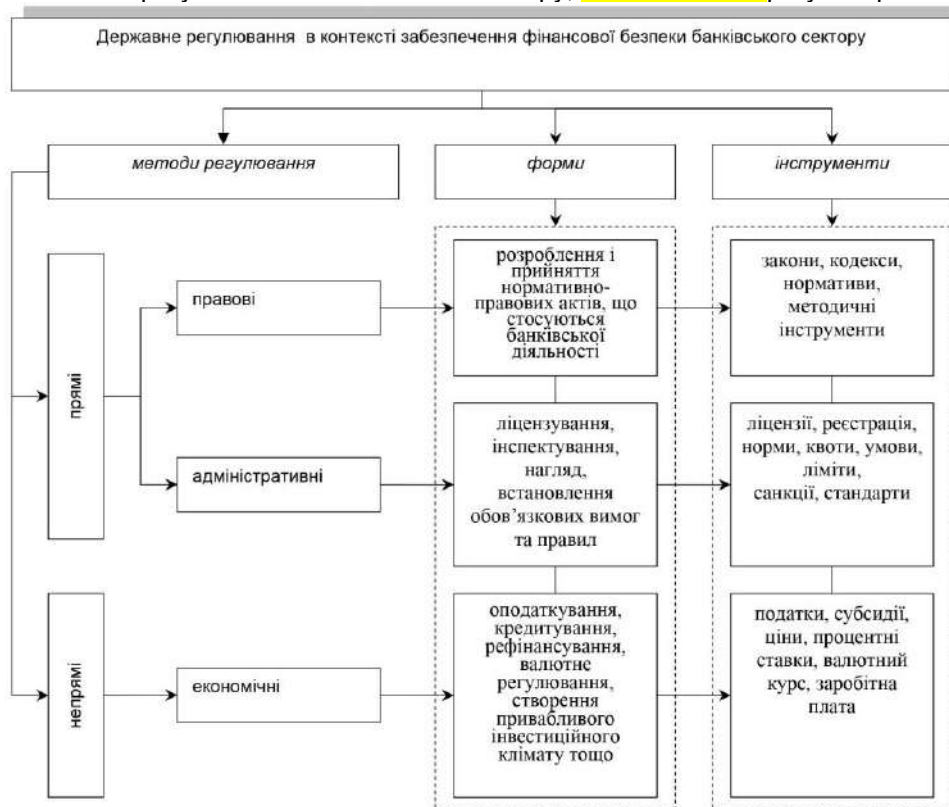 Державне регулювання в контексті забезпечення фінансової безпеки банківського сектору
методи регулювання
форми
інструменти
прямі
правові
розроблення і
прийняття
нормативно-
правових актів, що
стосуються
банківської
діяльності
закони, кодекси,
нормативи,
методичні
інструменти
адміністративні
ліцензування,
інспектування,
нагляд,
встановлення
обов’язкових вимог
та правил
ліцензії, реєстрація,
норми, квоти, умови,
ліміти,
санкції, стандарти
непрямі
економічні
оподаткування,
кредитування,
рефінансування,
валютне
регулювання,
створення
привабливого
інвестиційного
клімату тощо
податки, субсидії,
ціни, процентні
ставки, валютний
курс, заробітна
плата